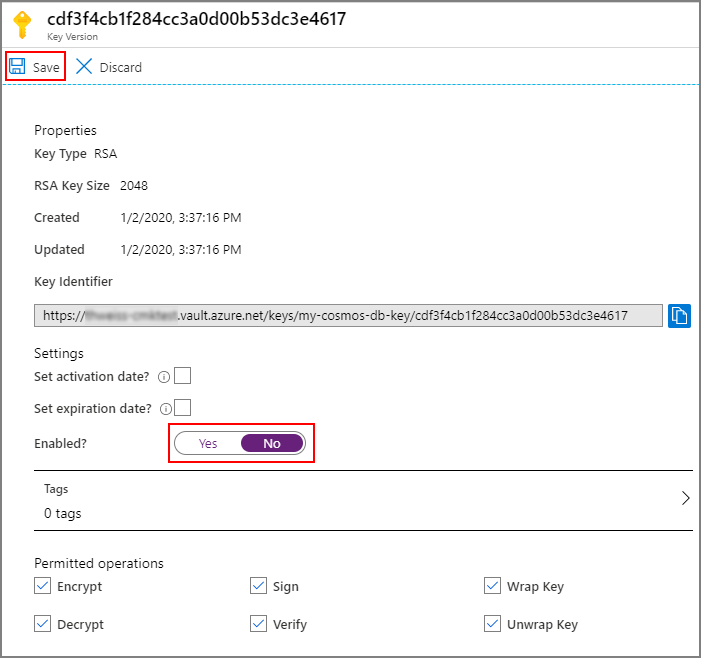 cdf3f4cb1f284cc3a0d00b53dc3e4617
Key Version
Save Discard
Properties
Key Type RSA
RSA Key Size 2048
Created 1/2/2020, 3:37:16 PM
Updated 1/2/2020, 3:37:16 PM
Key Identifier
https:// .vault.azure.net/keys/my-cosmos-db-key/cdf3f4cb1f284cc3a0d00b53dc3e4617
Settings
Set activation date?
Set expiration date?
Enabled? Yes No
Tags
0 tags
Permitted operations
Encrypt Sign Wrap Key
Decrypt Verify Unwrap Key